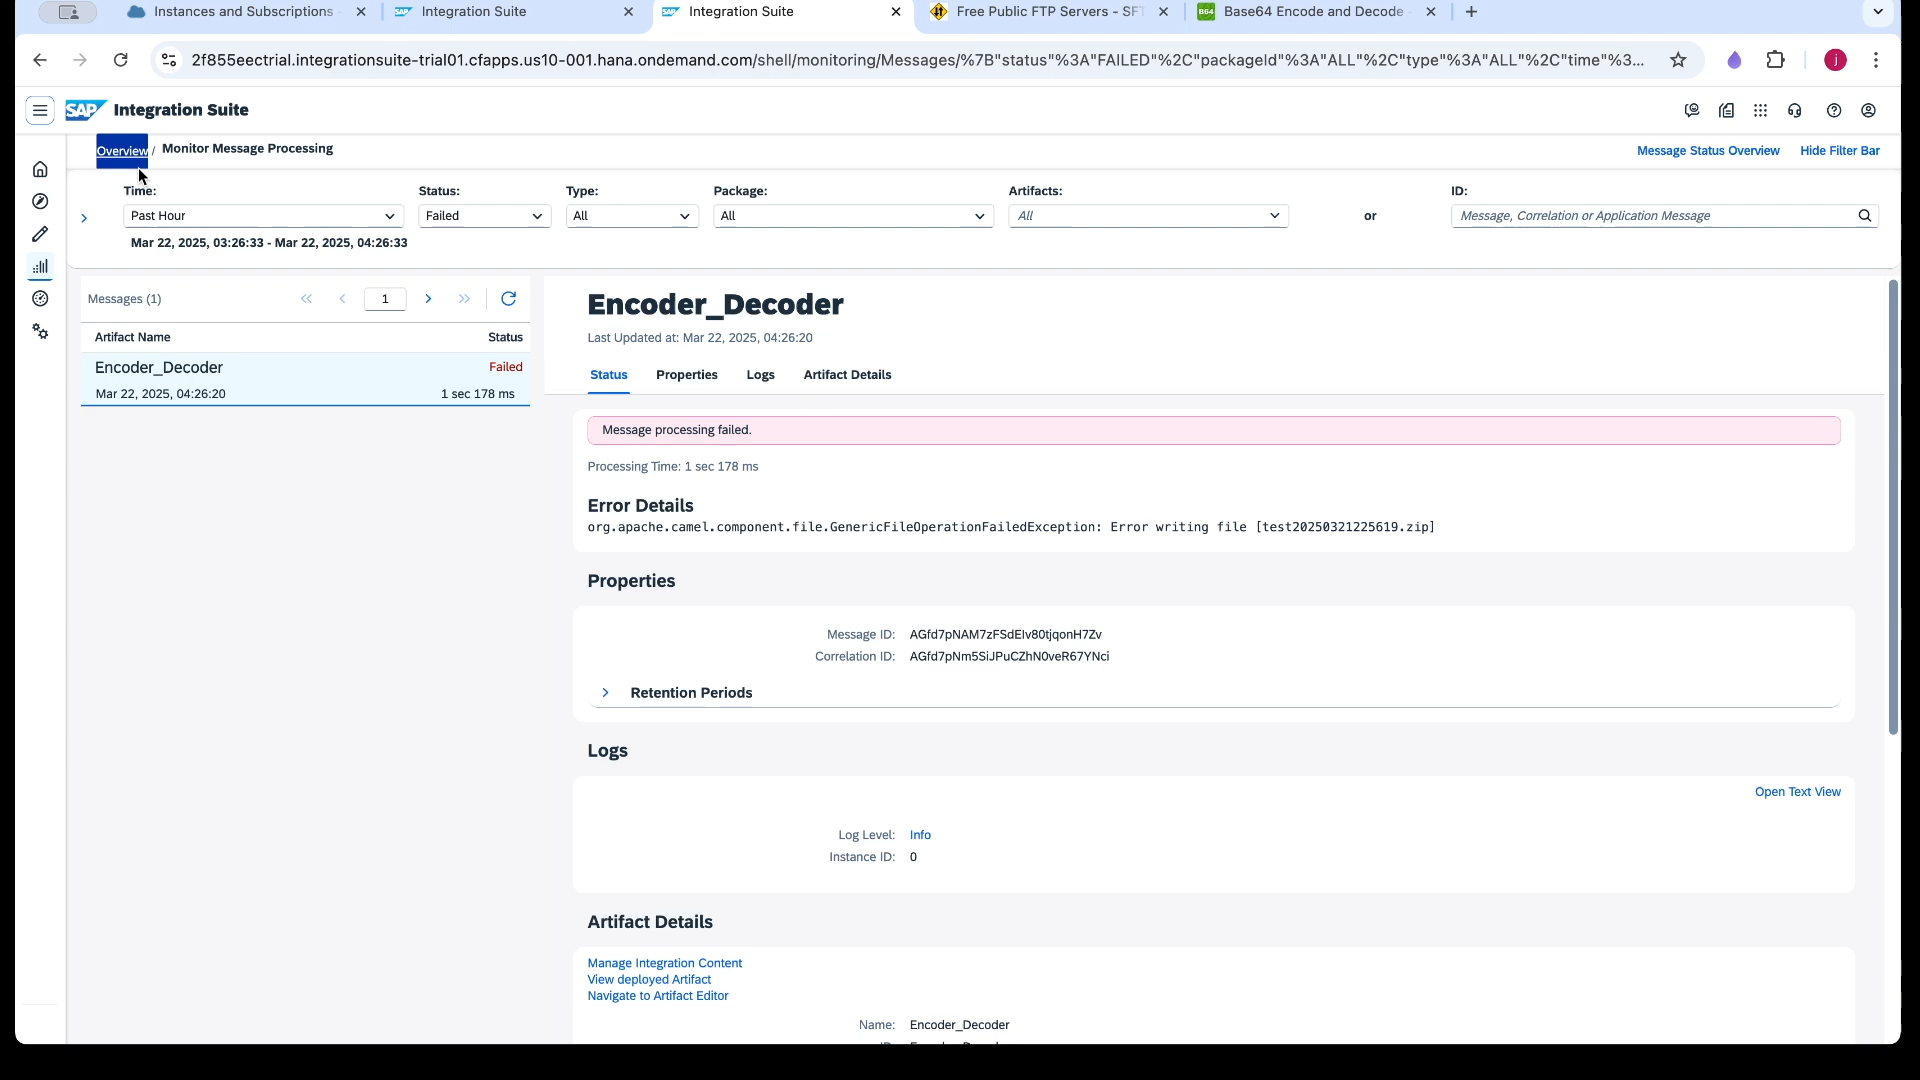 Instances and Subscriptions -
Integration Suite
Integration Suite
Free Public FTP Servers - SFT
B64
Base64 Encode and Decode -
2f855eectrial.integrationsuite-trial01.cfapps.us10-001.hana.ondemand.com/shell/monitoring/Messages/%7B"status"%3A"FAILED"%2C"packageId"%3A"ALL"%2C"type"%3A"ALL"%2C"time"%3...
j
SAP Integration Suite
Overview / Monitor Message Processing
Message Status Overview
Hide Filter Bar
Time:
Status:
Type:
Package:
Artifacts:
ID:
Past Hour
Failed
All
All
All
or
Message, Correlation or Application Message
Mar 22, 2025, 03:26:33 - Mar 22, 2025, 04:26:33
Messages (1)
1
Artifact Name
Status
Encoder_Decoder
Failed
Mar 22, 2025, 04:26:20
1 sec 178 ms
Encoder_Decoder
Last Updated at: Mar 22, 2025, 04:26:20
Status
Properties
Logs
Artifact Details
Message processing failed.
Processing Time: 1 sec 178 ms
Error Details
org.apache.camel.component.file.GenericFileOperationFailedException: Error writing file [test20250321225619.zip]
Properties
Message ID: AGfd7pNAM7zFSdElv80tjqonH7Zv
Correlation ID: AGfd7pNm5SiJPuCZhN0veR67YNci
Retention Periods
Logs
Open Text View
Log Level: Info
Instance ID: 0
Artifact Details
Manage Integration Content
View deployed Artifact
Navigate to Artifact Editor
Name: Encoder_Decoder